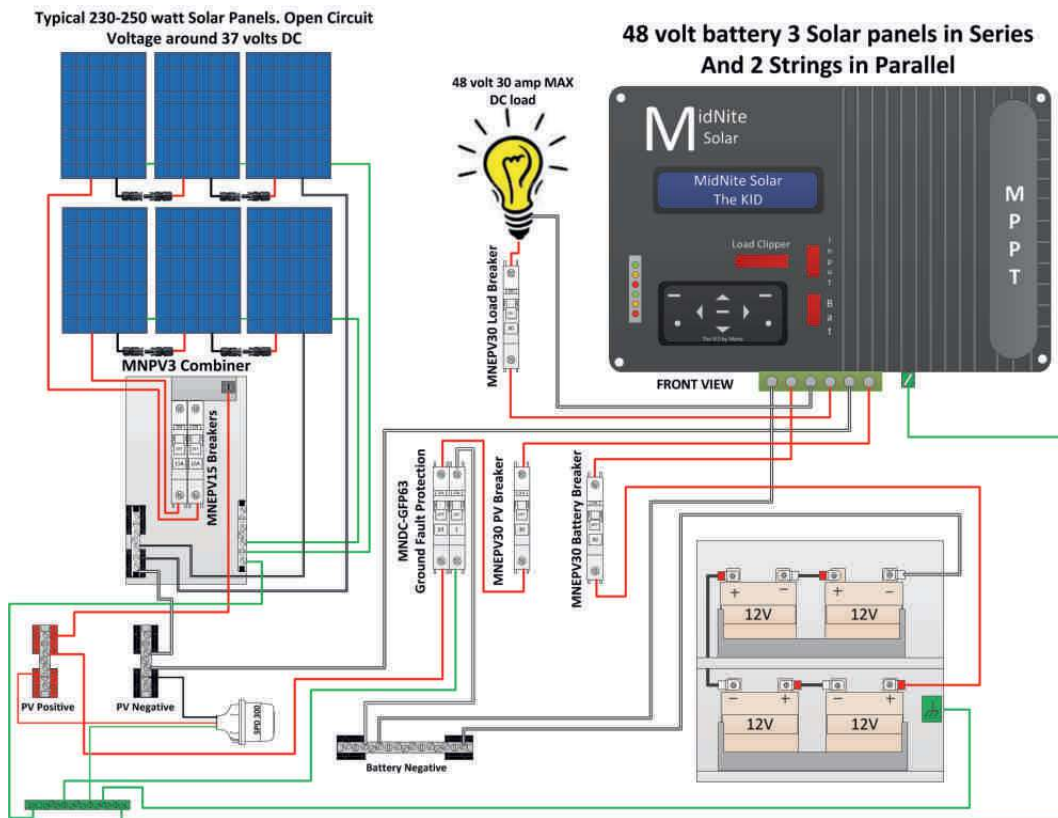 Typical 230-250 watt Solar Panels. Open Circuit
Voltage around 37 volts DC
48 volt battery 3 Solar panels in Series
And 2 Strings in Parallel
48 volt 30 amp MAX
DC load
MidNite
Solar
MidNite Solar
The KID
MPPT
Load Clipper
Input
Bat
FRONT VIEW
MNEPV30 Load Breaker
MNPV3 Combiner
MNEPV15 Breakers
MNDC-GFP63
Ground Fault Protection
MNEPV30 PV Breaker
MNEPV30 Battery Breaker
+ - + -
12V 12V
- + - +
12V 12V
PV Positive
PV Negative
SPD 300
Battery Negative